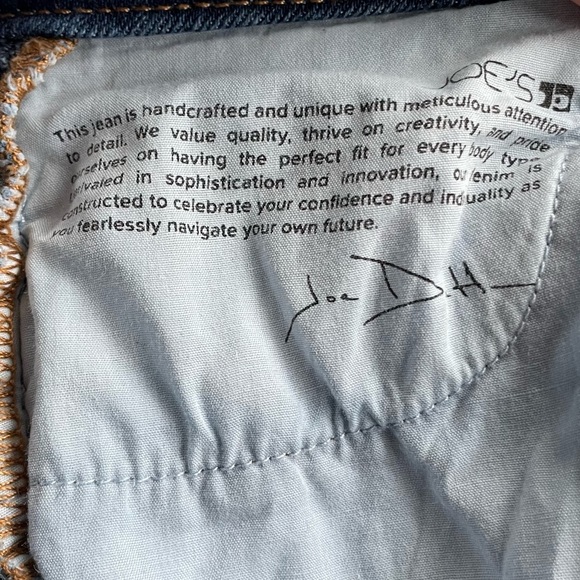 JOE'S
This jean is handcrafted and unique with meticulous attention
to detail. We value quality, thrive on creativity, and pride
ourselves on having the perfect fit for every body type.
in sophistication and innovation, our denim is
constructed to celebrate your confidence and individuality as
you fearlessly navigate your own future.
Joe D